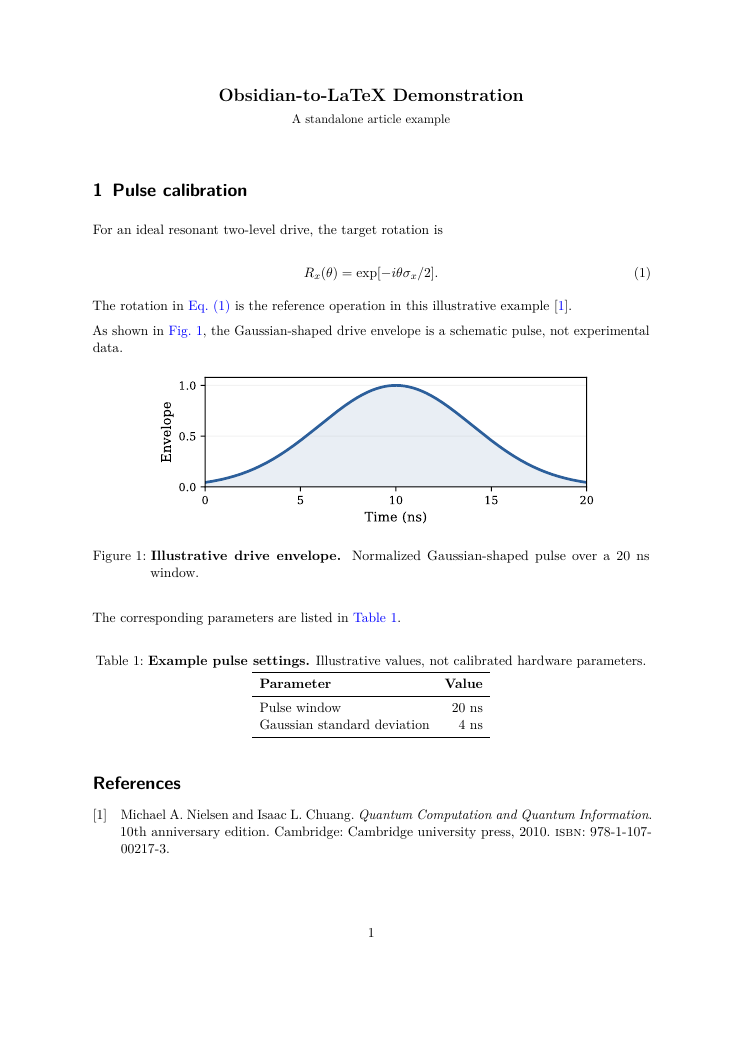 Obsidian-to-LaTeX Demonstration
A standalone article example
1 Pulse calibration
For an ideal resonant two-level drive, the target rotation is
Rₓ(θ) = exp[−iθσₓ/2]. (1)
The rotation in Eq. (1) is the reference operation in this illustrative example [1].
As shown in Fig. 1, the Gaussian-shaped drive envelope is a schematic pulse, not experimental
data.
1.0
0.5
0.0
Envelope
0 5 10 15 20
Time (ns)
Figure 1: Illustrative drive envelope. Normalized Gaussian-shaped pulse over a 20 ns
window.
The corresponding parameters are listed in Table 1.
Table 1: Example pulse settings. Illustrative values, not calibrated hardware parameters.
Parameter Value
Pulse window 20 ns
Gaussian standard deviation 4 ns
References
[1] Michael A. Nielsen and Isaac L. Chuang. Quantum Computation and Quantum Information.
10th anniversary edition. Cambridge: Cambridge university press, 2010. ISBN: 978-1-107-
00217-3.
1